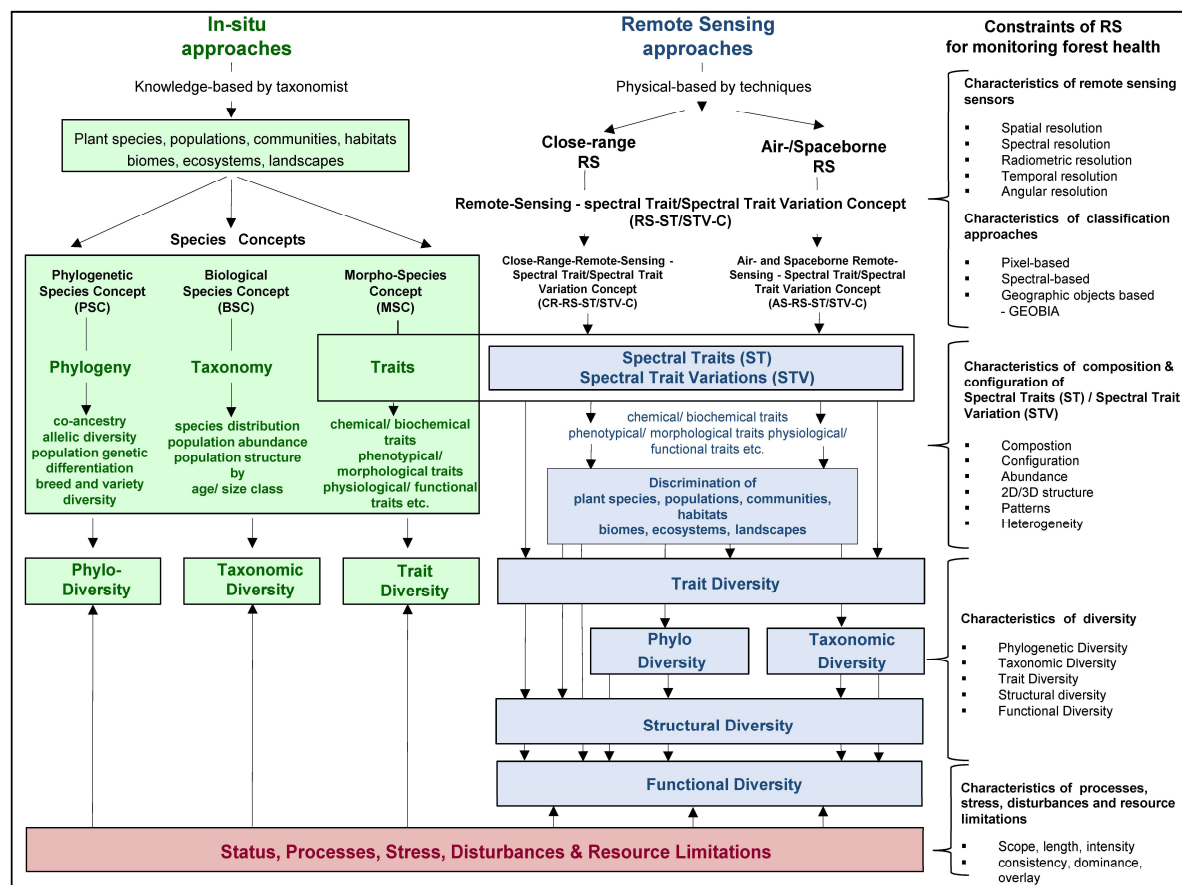 In-situ
approaches
Knowledge-based by taxonomist
Plant species, populations, communities, habitats
biomes, ecosystems, landscapes
Species Concepts
Phylogenetic
Species Concept
(PSC)
Biological
Species Concept
(BSC)
Morpho-Species
Concept
(MSC)
Phylogeny
Taxonomy
Traits
co-ancestry
allelic diversity
population genetic
differentiation
breed and variety
diversity
species distribution
population abundance
population structure
by
age/ size class
chemical/ biochemical
traits
phenotypical/
morphological traits
physiological/ functional
traits etc.
Phylo-
Diversity
Taxonomic
Diversity
Trait
Diversity
Remote Sensing
approaches
Physical-based by techniques
Close-range
RS
Air-/Spaceborne
RS
Remote-Sensing - spectral Trait/Spectral Trait Variation Concept
(RS-ST/STV-C)
Close-Range-Remote-Sensing -
Spectral Trait/Spectral Trait
Variation Concept
(CR-RS-ST/STV-C)
Air- and Spaceborne Remote-
Sensing - Spectral Trait/Spectral
Trait Variation Concept
(AS-RS-ST/STV-C)
Spectral Traits (ST)
Spectral Trait Variations (STV)
chemical/ biochemical traits
phenotypical/ morphological traits physiological/
functional traits etc.
Discrimination of
plant species, populations, communities,
habitats
biomes, ecosystems, landscapes
Trait Diversity
Phylo
Diversity
Taxonomic
Diversity
Structural Diversity
Functional Diversity
Status, Processes, Stress, Disturbances & Resource Limitations
Constraints of RS
for monitoring forest health
Characteristics of remote sensing
sensors
▪ Spatial resolution
▪ Spectral resolution
▪ Radiometric resolution
▪ Temporal resolution
▪ Angular resolution
Characteristics of classification
approaches
▪ Pixel-based
▪ Spectral-based
▪ Geographic objects based
- GEOBIA
Characteristics of composition &
configuration of
Spectral Traits (ST) / Spectral Trait
Variation (STV)
▪ Compostion
▪ Configuration
▪ Abundance
▪ 2D/3D structure
▪ Patterns
▪ Heterogeneity
Characteristics of diversity
▪ Phylogenetic Diversity
▪ Taxonomic Diversity
▪ Trait Diversity
▪ Structural diversity
▪ Functional Diversity
Characteristics of processes,
stress, disturbances and resource
limitations
▪ Scope, length, intensity
▪ consistency, dominance,
overlay